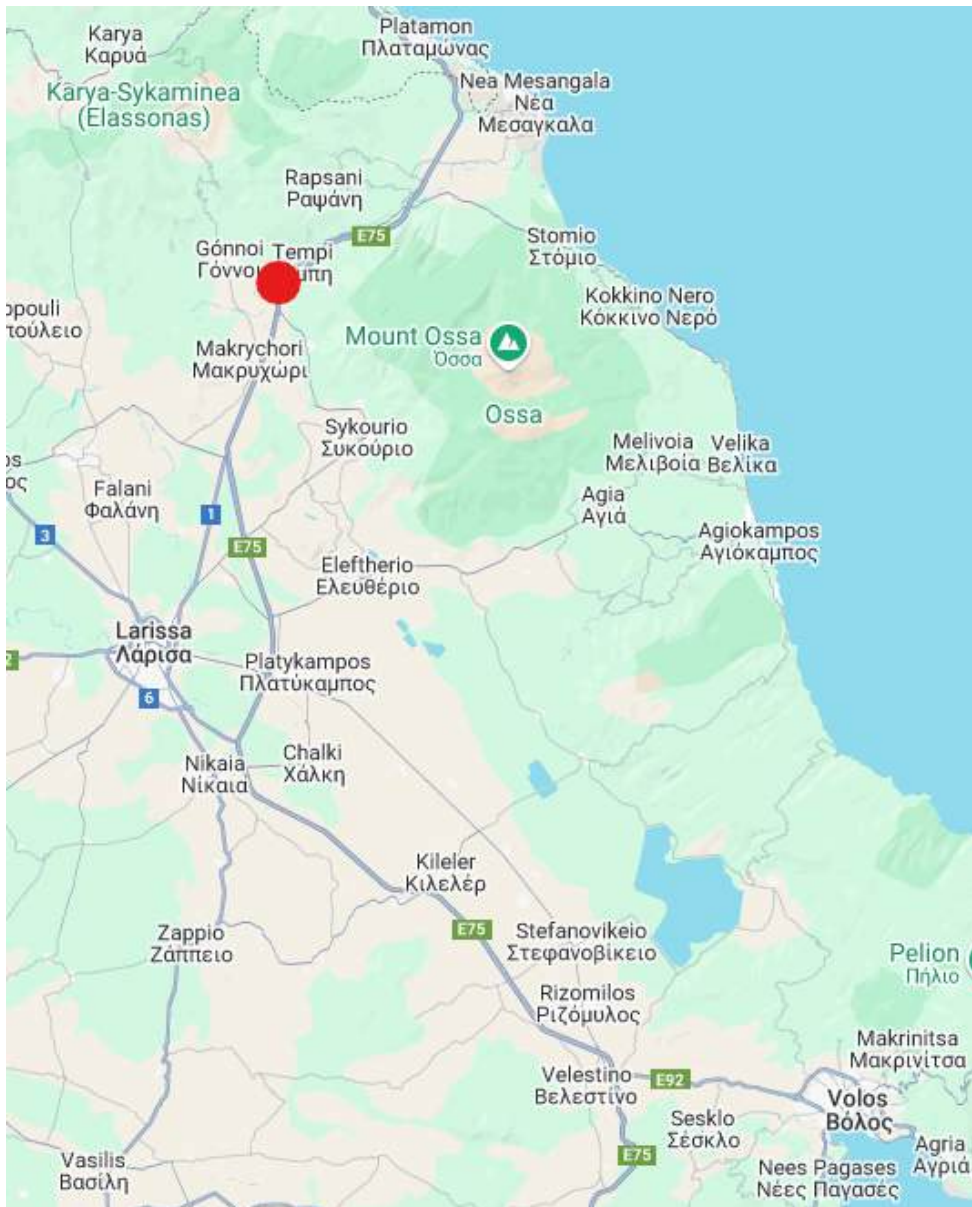 Karya
Καρυά
Platamon
Πλαταμώνας
Karya-Sykaminea
(Elassonas)
Nea Mesangala
Νέα
Μεσαγκαλα
Rapsani
Ραψάνη
E75
Stomio
Στόμιο
Gónnoi
Tempi
Kokkino Nero
Κόκκινο Νερό
Mount Ossa
Όσσα
Makrychori
Μακρυχώρι
Ossa
Sykourio
Συκούριο
Melivoia
Μελιβοία
Velika
Βελίκα
Falani
Φαλάνη
Agia
Αγιά
1
3
E75
Agiokampos
Αγιόκαμπος
Eleftherio
Ελευθέριο
Larissa
Λάρισα
Platykampos
Πλατύκαμπος
6
Nikaia
Νίκαια
Chalki
Χάλκη
Kileler
Κιλελέρ
E75
Zappio
Ζάππειο
Stefanovikeio
Στεφανοβίκειο
Pelion
Πήλιο
Rizomilos
Ριζόμυλος
Makrinitsa
Μακρινίτσα
Velestino
Βελεστίνο
E92
Volos
Βόλος
Sesklo
Σέσκλο
E75
Agria
Αγριά
Vasilis
Βασίλη
Nees Pagases
Νέες Παγασές